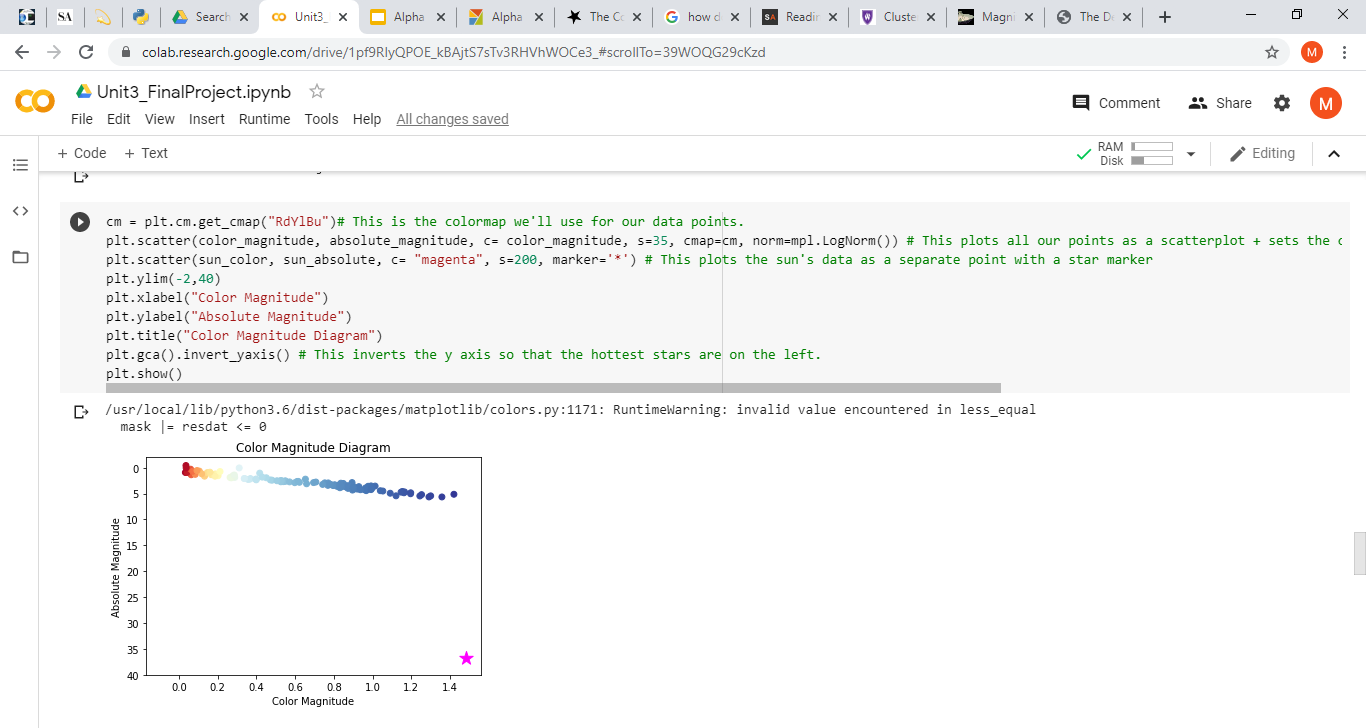 Search
Unit3_
Alpha
Alpha
The Co
how d
SA
Readin
Cluste
Magni
The D
colab.research.google.com/drive/1pf9RlyQPOE_kBAjtS7sTv3RHVhWOCe3_#scrollTo=39WOQG29cKzd
M
Unit3_FinalProject.ipynb
Comment
Share
M
File Edit View Insert Runtime Tools Help All changes saved
+ Code + Text
RAM
Disk
Editing
cm = plt.cm.get_cmap("RdYlBu")# This is the colormap we'll use for our data points.
plt.scatter(color_magnitude, absolute_magnitude, c= color_magnitude, s=35, cmap=cm, norm=mpl.LogNorm()) # This plots all our points as a scatterplot + sets the c
plt.scatter(sun_color, sun_absolute, c= "magenta", s=200, marker='*') # This plots the sun's data as a separate point with a star marker
plt.ylim(-2,40)
plt.xlabel("Color Magnitude")
plt.ylabel("Absolute Magnitude")
plt.title("Color Magnitude Diagram")
plt.gca().invert_yaxis() # This inverts the y axis so that the hottest stars are on the left.
plt.show()
/usr/local/lib/python3.6/dist-packages/matplotlib/colors.py:1171: RuntimeWarning: invalid value encountered in less_equal
mask |= resdat <= 0
Color Magnitude Diagram
Absolute Magnitude
0
5
10
15
20
25
30
35
40
0.0 0.2 0.4 0.6 0.8 1.0 1.2 1.4
Color Magnitude